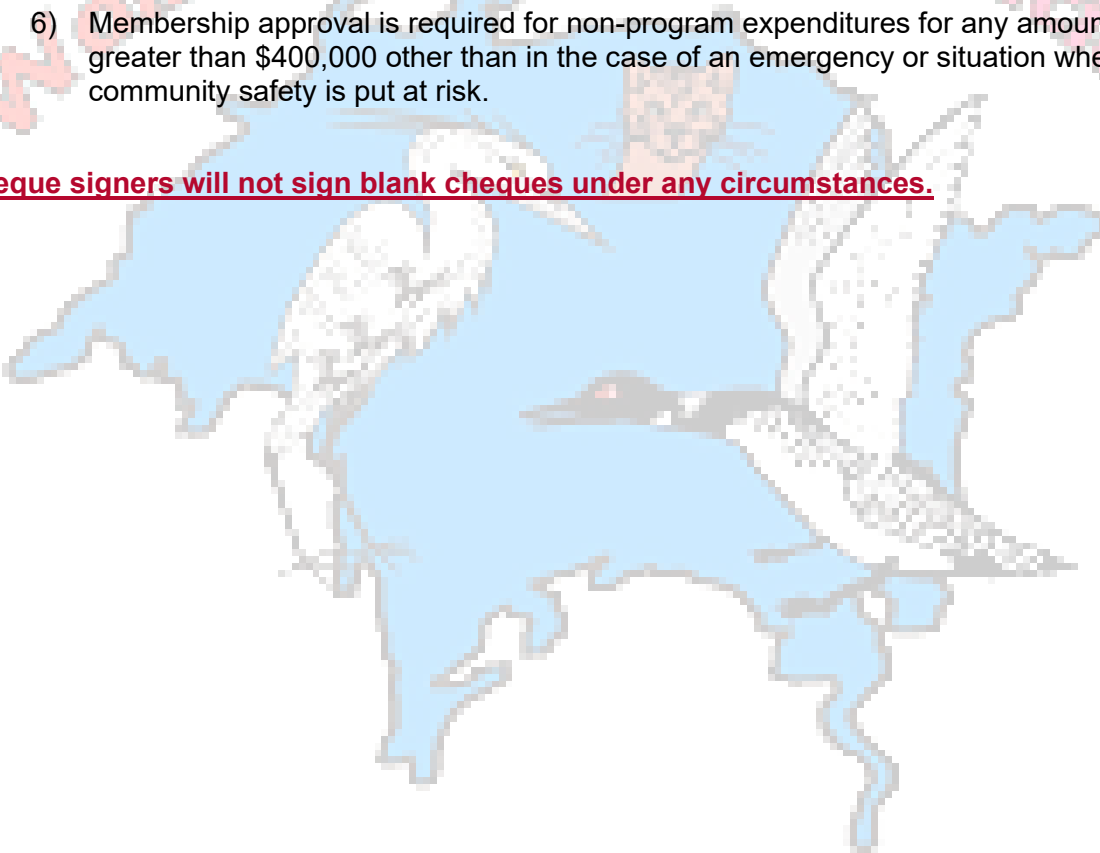 6) Membership approval is required for non-program expenditures for any amoun
greater than $400,000 other than in the case of an emergency or situation whe
community safety is put at risk.
eque signers will not sign blank cheques under any circumstances.